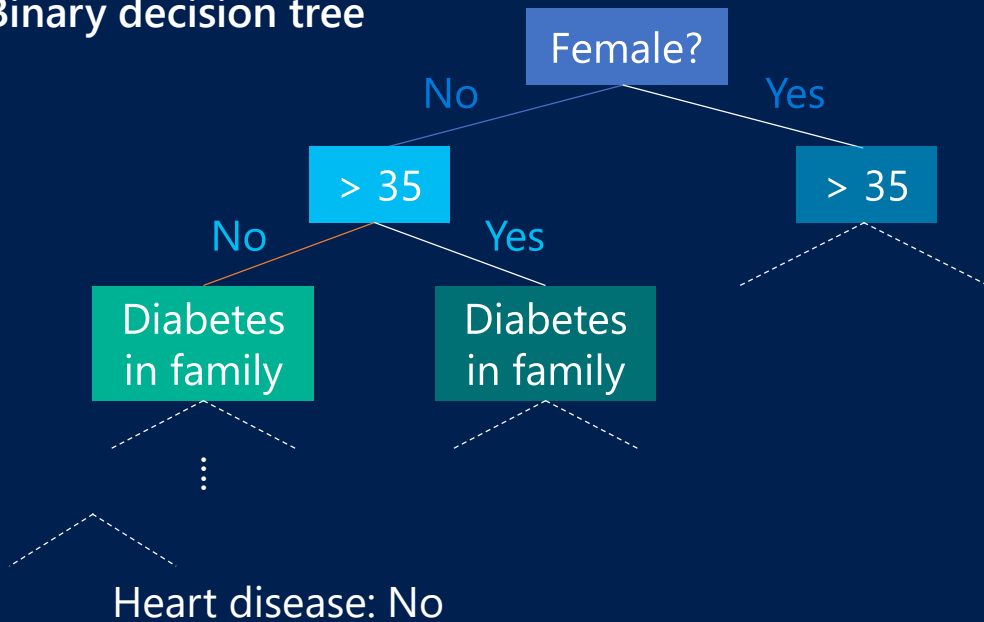 Binary decision tree
Female?
No
Yes
> 35
> 35
No
Yes
Diabetes
in family
Diabetes
in family
Heart disease: No